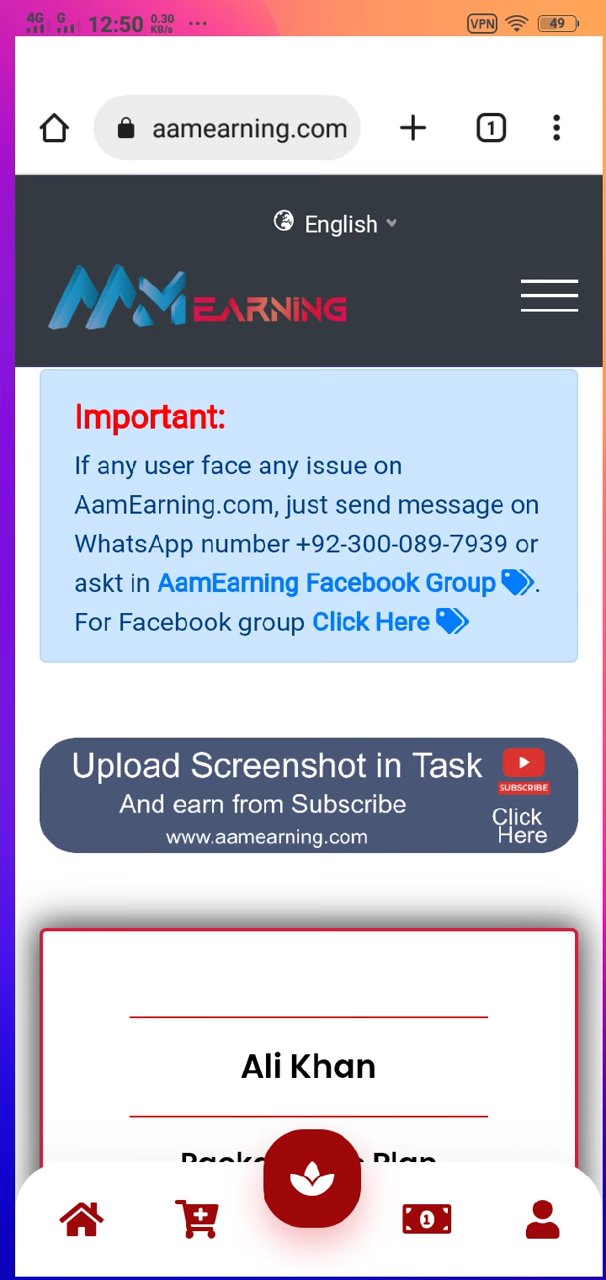 4G G 12:50 0.30 KB/s ... VPN 49
aamearning.com 1
English
AAM EARNING
Important:
If any user face any issue on
AamEarning.com, just send message on
WhatsApp number +92-300-089-7939 or
askt in AamEarning Facebook Group.
For Facebook group Click Here
Upload Screenshot in Task
SUBSCRIBE
And earn from Subscribe
Click
Here
www.aamearning.com
Ali Khan
Plan
1